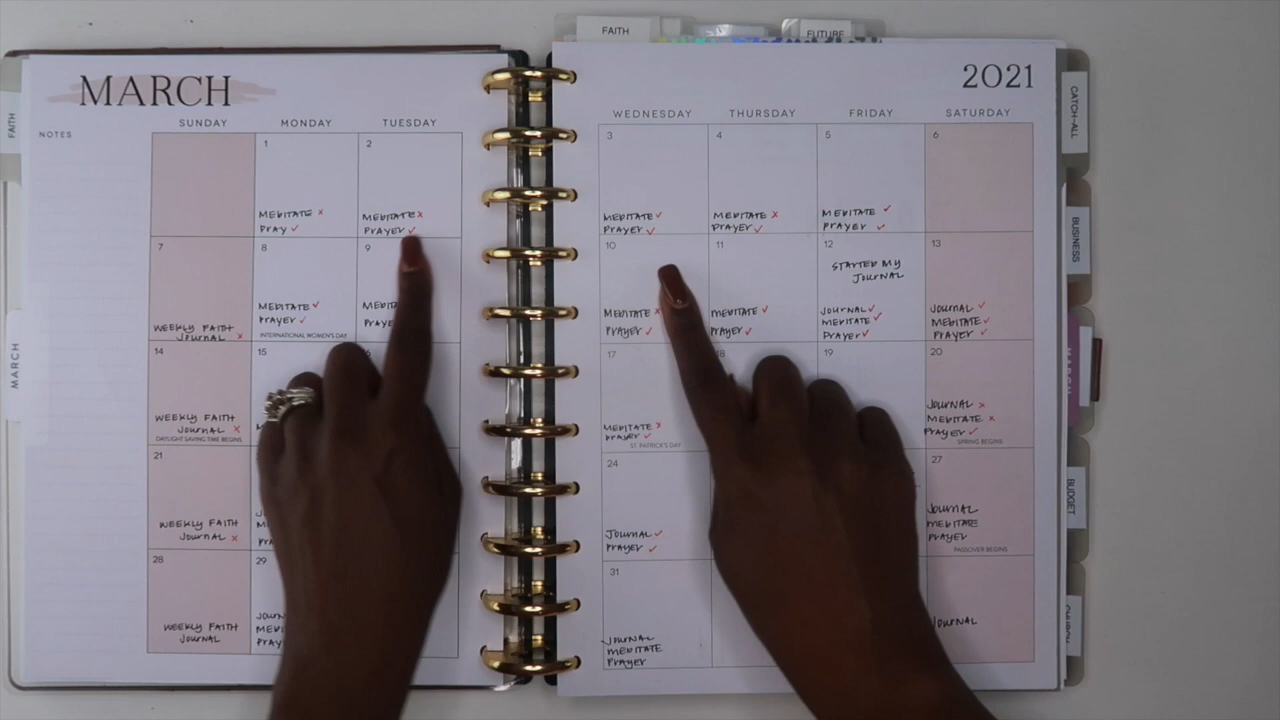 FAITH
FUTURE
MARCH
2021
NOTES
SUNDAY
MONDAY
TUESDAY
WEDNESDAY
THURSDAY
FRIDAY
SATURDAY
1
MEDITATE ×
PRAY ✓
2
MEDITATE ×
PRAYER ✓
3
MEDITATE ✓
PRAYER ✓
4
MEDITATE ×
PRAYER ✓
5
MEDITATE ✓
PRAYER ✓
6
7
WEEKLY FAITH
JOURNAL ×
8
MEDITATE ✓
PRAYER ✓
INTERNATIONAL WOMEN'S DAY
9
10
MEDITATE ×
PRAYER ✓
11
MEDITATE ✓
PRAYER ✓
12
STARTED MY
JOURNAL
JOURNAL ✓
MEDITATE ✓
PRAYER ✓
13
JOURNAL ✓
MEDITATE ✓
PRAYER ✓
14
WEEKLY FAITH
JOURNAL ×
DAYLIGHT SAVING TIME BEGINS
15
17
MEDITATE ×
PRAYER ✓
ST. PATRICK'S DAY
18
19
20
JOURNAL ×
MEDITATE ×
PRAYER ✓
SPRING BEGINS
21
WEEKLY FAITH
JOURNAL ×
24
JOURNAL ✓
PRAYER ✓
27
JOURNAL
MEDITATE
PRAYER
PASSOVER BEGINS
28
WEEKLY FAITH
JOURNAL
29
31
JOURNAL
MEDITATE
PRAYER
JOURNAL
FAITH
MARCH
CATCH-ALL
BUSINESS
MARCH
BUDGET
CHURCH